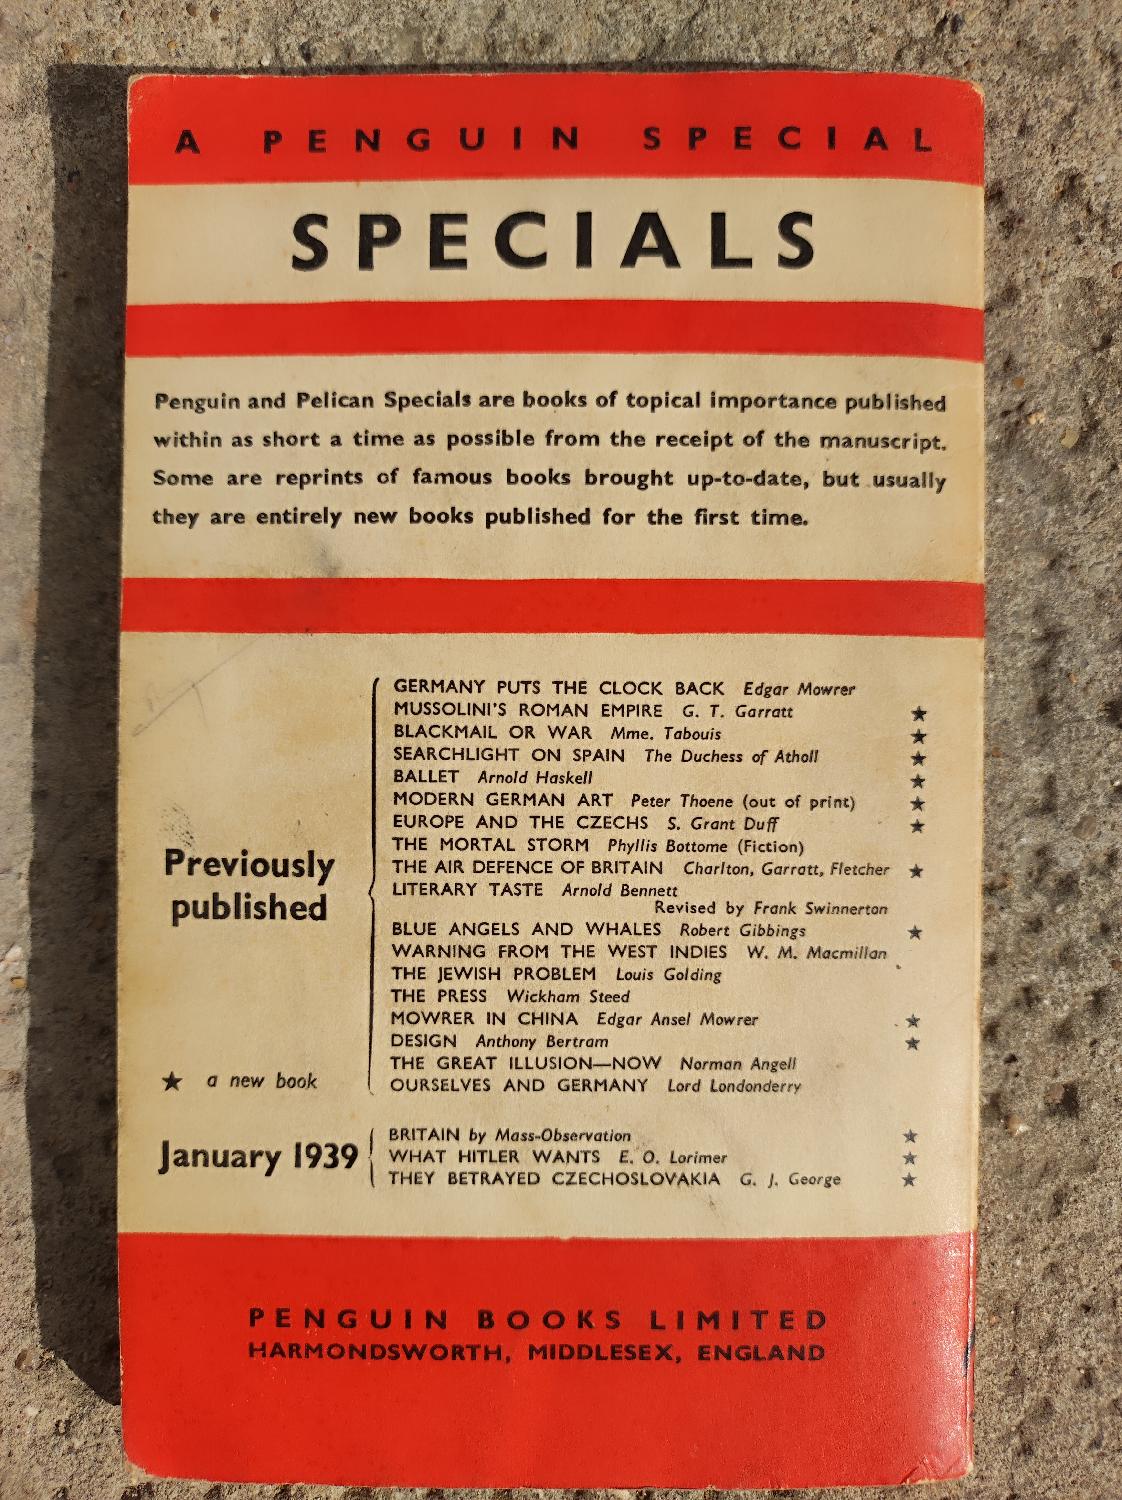 A PENGUIN SPECIAL
SPECIALS
Penguin and Pelican Specials are books of topical importance published
within as short a time as possible from the receipt of the manuscript.
Some are reprints of famous books brought up-to-date, but usually
they are entirely new books published for the first time.
Previously
published
★ a new book
GERMANY PUTS THE CLOCK BACK Edgar Mowrer
MUSSOLINI'S ROMAN EMPIRE G. T. Garratt ★
BLACKMAIL OR WAR Mme. Tabouis ★
SEARCHLIGHT ON SPAIN The Duchess of Atholl ★
BALLET Arnold Haskell ★
MODERN GERMAN ART Peter Thoene (out of print) ★
EUROPE AND THE CZECHS S. Grant Duff ★
THE MORTAL STORM Phyllis Bottome (Fiction)
THE AIR DEFENCE OF BRITAIN Charlton, Garratt, Fletcher ★
LITERARY TASTE Arnold Bennett
Revised by Frank Swinnerton
BLUE ANGELS AND WHALES Robert Gibbings ★
WARNING FROM THE WEST INDIES W. M. Macmillan
THE JEWISH PROBLEM Louis Golding
THE PRESS Wickham Steed
MOWRER IN CHINA Edgar Ansel Mowrer ★
DESIGN Anthony Bertram ★
THE GREAT ILLUSION—NOW Norman Angell
OURSELVES AND GERMANY Lord Londonderry
January 1939
BRITAIN by Mass-Observation ★
WHAT HITLER WANTS E. O. Lorimer ★
THEY BETRAYED CZECHOSLOVAKIA G. J. George ★
PENGUIN BOOKS LIMITED
HARMONDSWORTH, MIDDLESEX, ENGLAND